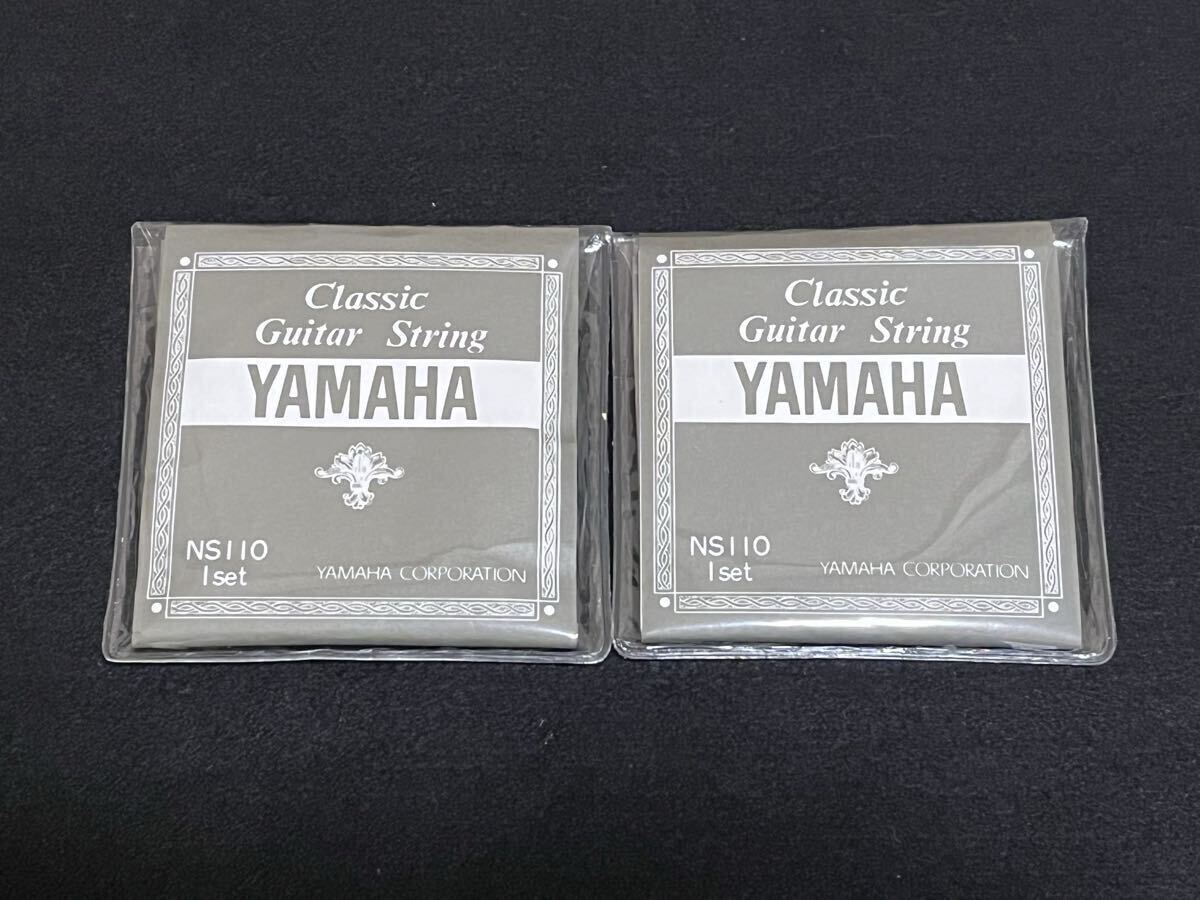 Classic
Guitar String
YAMAHA
NS110
1set
YAMAHA CORPORATION
Classic
Guitar String
YAMAHA
NS110
1set
YAMAHA CORPORATION